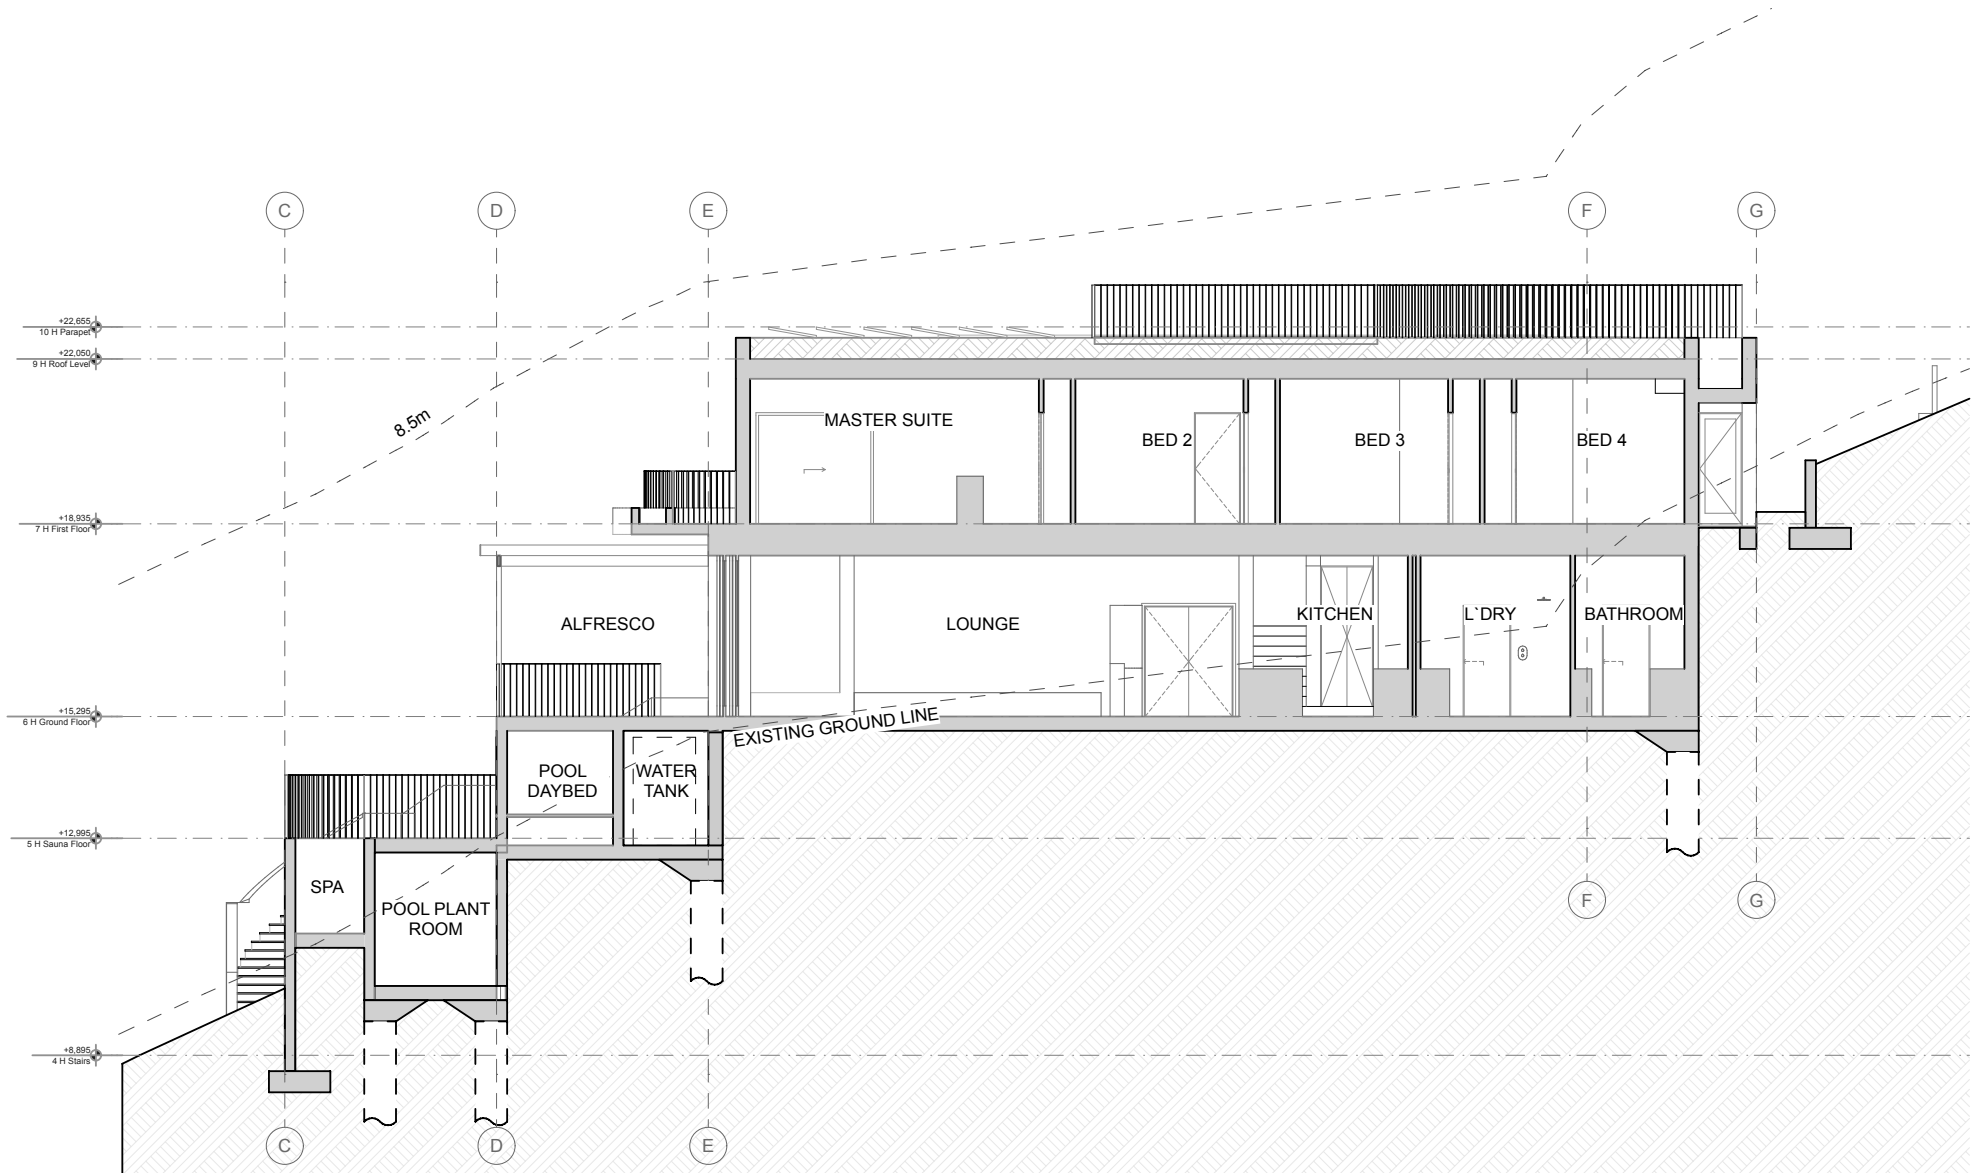 C
D
E
F
G
+22,655
10 H Parapet
+22,050
9 H Roof Level
8.5m
MASTER SUITE
BED 2
BED 3
BED 4
+18,935
7 H First Floor
ALFRESCO
LOUNGE
KITCHEN
L`DRY
BATHROOM
+15,295
6 H Ground Floor
EXISTING GROUND LINE
POOL
DAYBED
WATER
TANK
+12,995
5 H Sauna Floor
SPA
POOL PLANT
ROOM
F
G
+8,895
4 H Stairs
C
D
E